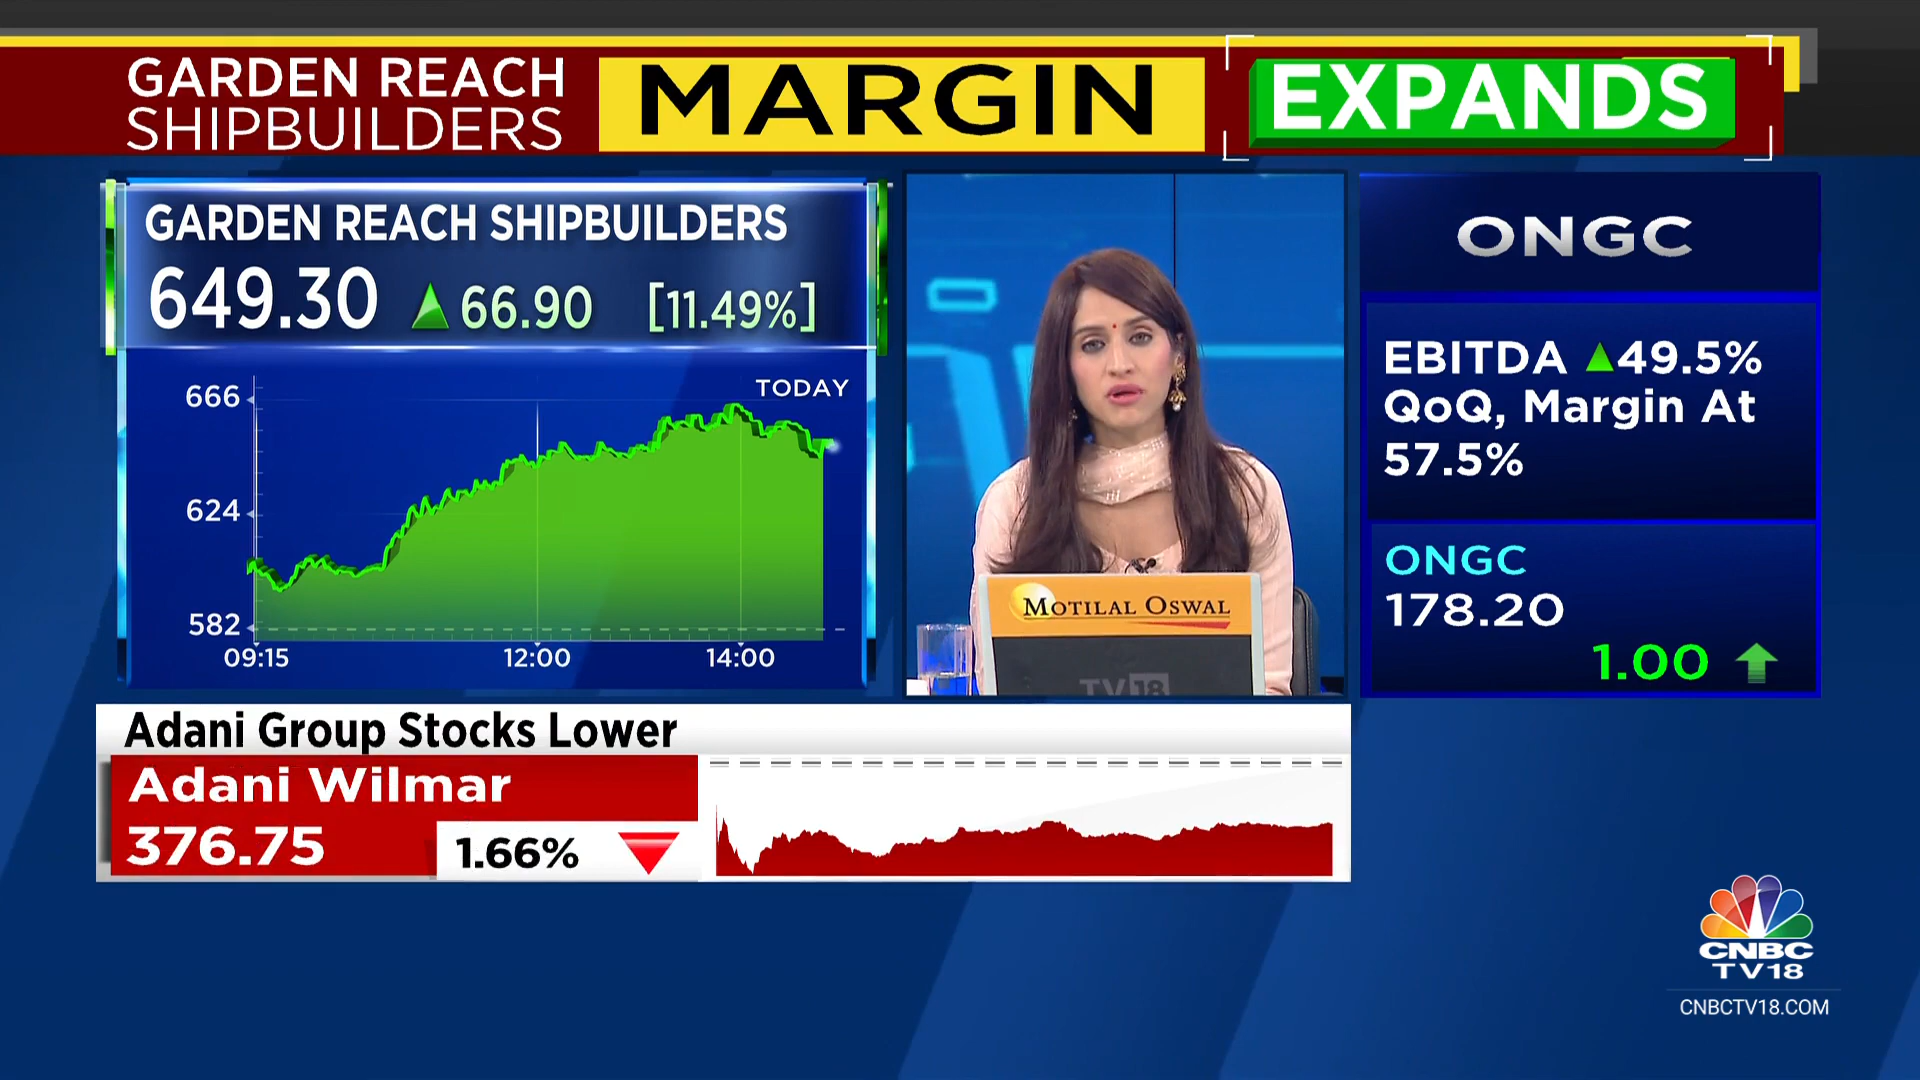 GARDEN REACH
SHIPBUILDERS
MARGIN
EXPANDS
GARDEN REACH SHIPBUILDERS
649.30 ▲ 66.90 [11.49%]
TODAY
666
624
582
09:15 12:00 14:00
MOTILAL OSWAL
TV18
ONGC
EBITDA ▲49.5%
QoQ, Margin At
57.5%
ONGC
178.20
1.00
Adani Group Stocks Lower
Adani Wilmar
376.75
1.66%
CNBC
TV18
CNBCTV18.COM